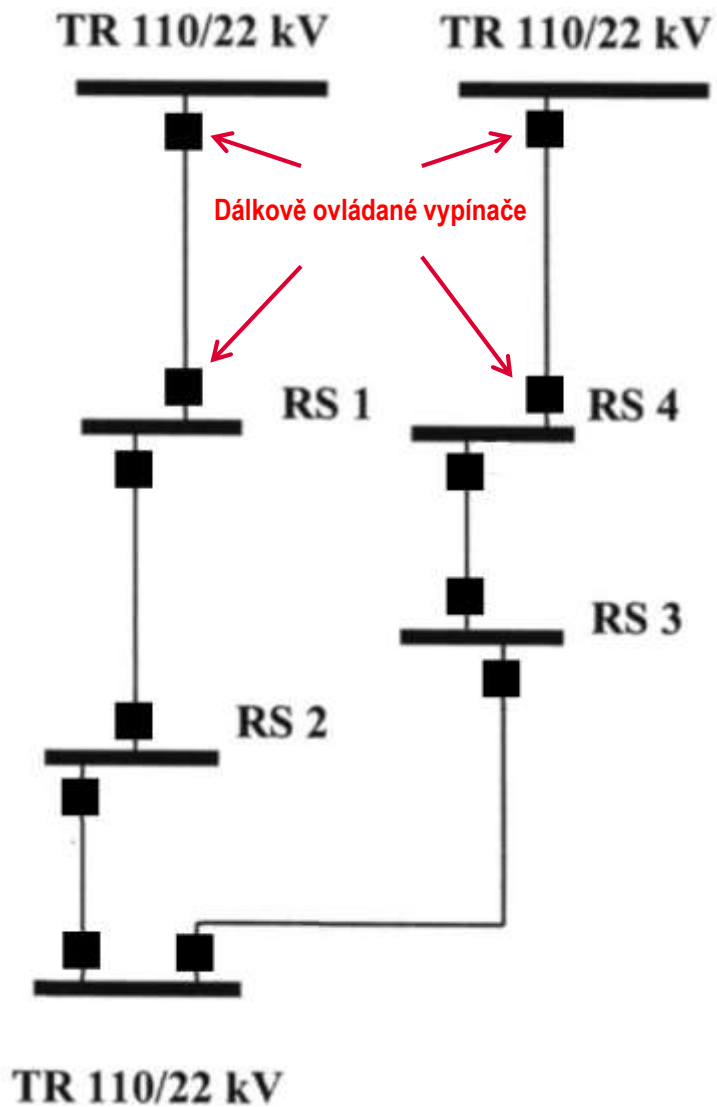 TR 110/22 kV
TR 110/22 kV
Dálkově ovládané vypínače
RS 1
RS 4
RS 3
RS 2
TR 110/22 kV